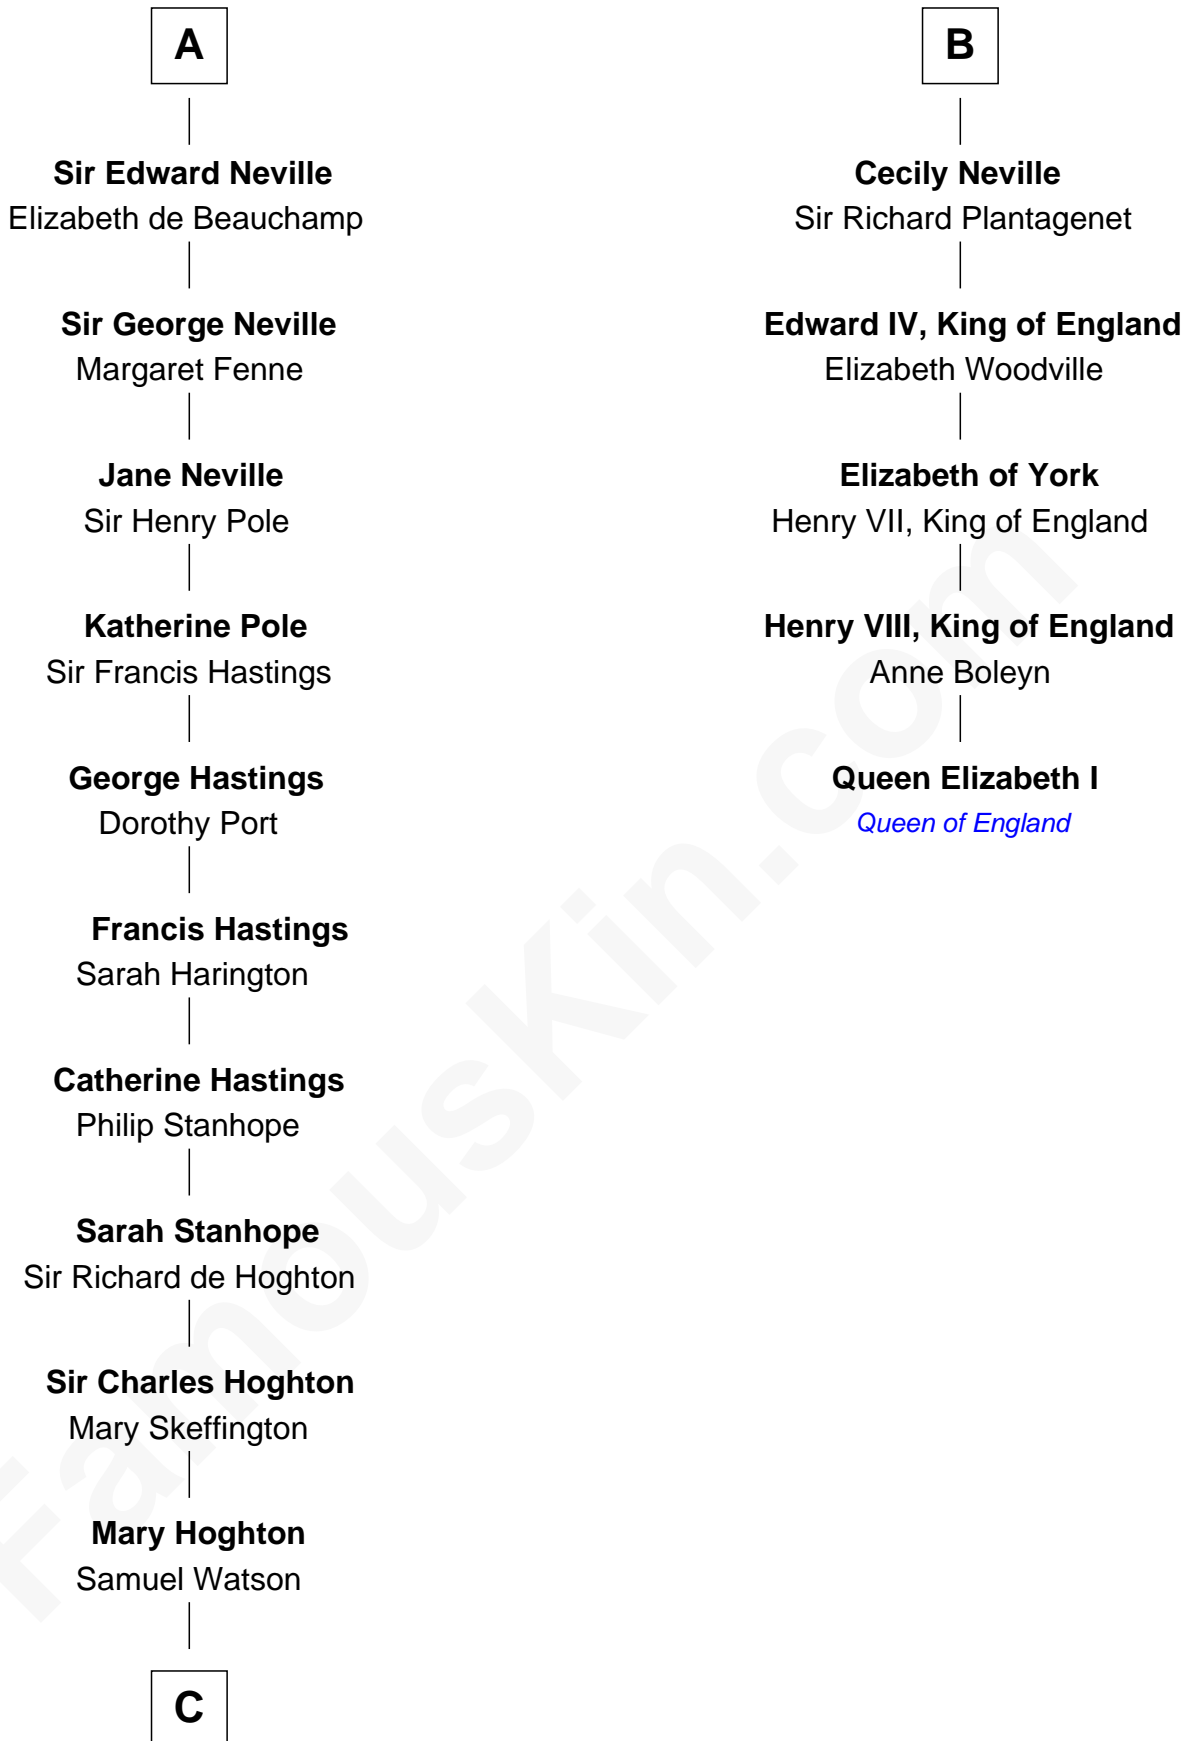 A
Sir Edward Neville
Elizabeth de Beauchamp
Sir George Neville
Margaret Fenne
Jane Neville
Sir Henry Pole
Katherine Pole
Sir Francis Hastings
George Hastings
Dorothy Port
Francis Hastings
Sarah Harington
Catherine Hastings
Philip Stanhope
Sarah Stanhope
Sir Richard de Hoghton
Sir Charles Hoghton
Mary Skeffington
Mary Hoghton
Samuel Watson
C
B
Cecily Neville
Sir Richard Plantagenet
Edward IV, King of England
Elizabeth Woodville
Elizabeth of York
Henry VII, King of England
Henry VIII, King of England
Anne Boleyn
Queen Elizabeth I
Queen of England
FamousKin.com